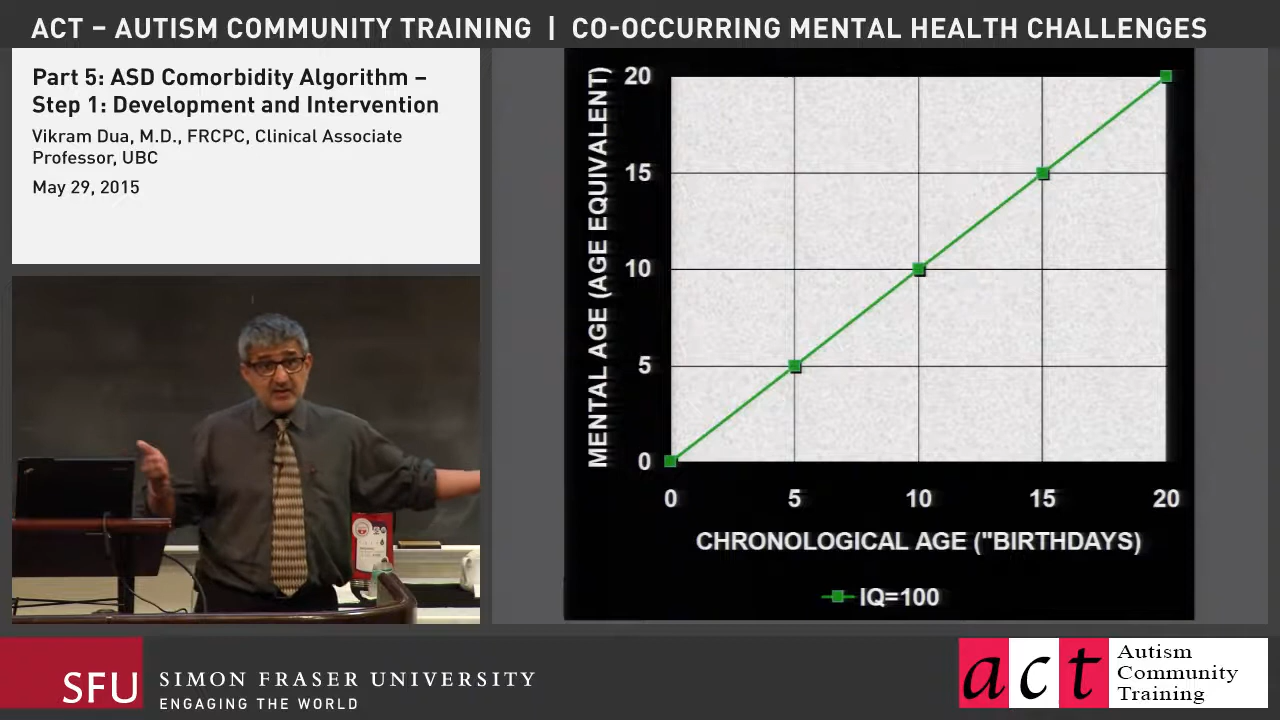 ACT – AUTISM COMMUNITY TRAINING | CO-OCCURRING MENTAL HEALTH CHALLENGES
Part 5: ASD Comorbidity Algorithm –
Step 1: Development and Intervention
Vikram Dua, M.D., FRCPC, Clinical Associate
Professor, UBC
May 29, 2015
MENTAL AGE (AGE EQUIVALENT)
20
15
10
5
0
0 5 10 15 20
CHRONOLOGICAL AGE ("BIRTHDAYS)
IQ=100
SFU
SIMON FRASER UNIVERSITY
ENGAGING THE WORLD
act
Autism
Community
Training